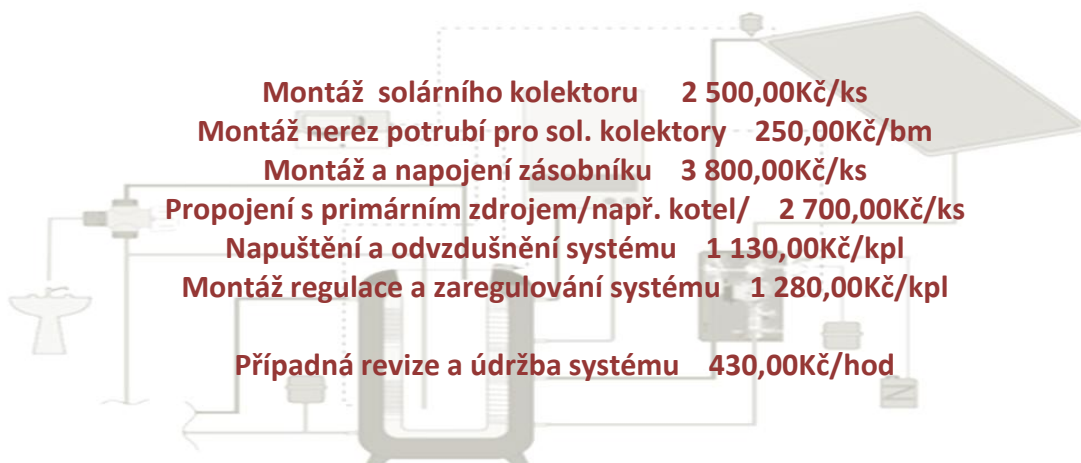 Montáž solárního kolektoru 2 500,00Kč/ks
Montáž nerez potrubí pro sol. kolektory 250,00Kč/bm
Montáž a napojení zásobníku 3 800,00Kč/ks
Propojení s primárním zdrojem/např. kotel/ 2 700,00Kč/ks
Napuštění a odvzdušnění systému 1 130,00Kč/kpl
Montáž regulace a zaregulování systému 1 280,00Kč/kpl
Případná revize a údržba systému 430,00Kč/hod